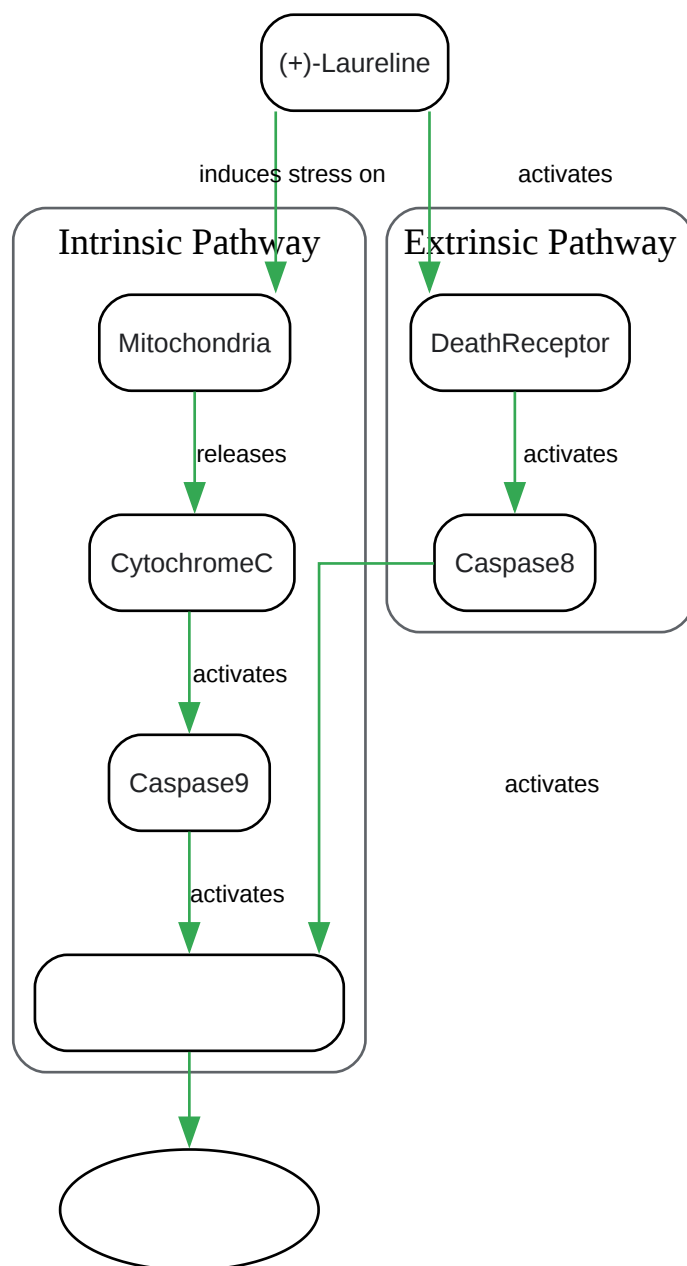 (+)-Laureline
induces stress on
activates
Intrinsic Pathway
Extrinsic Pathway
Mitochondria
DeathReceptor
releases
activates
CytochromeC
Caspase8
activates
Caspase9
activates
activates